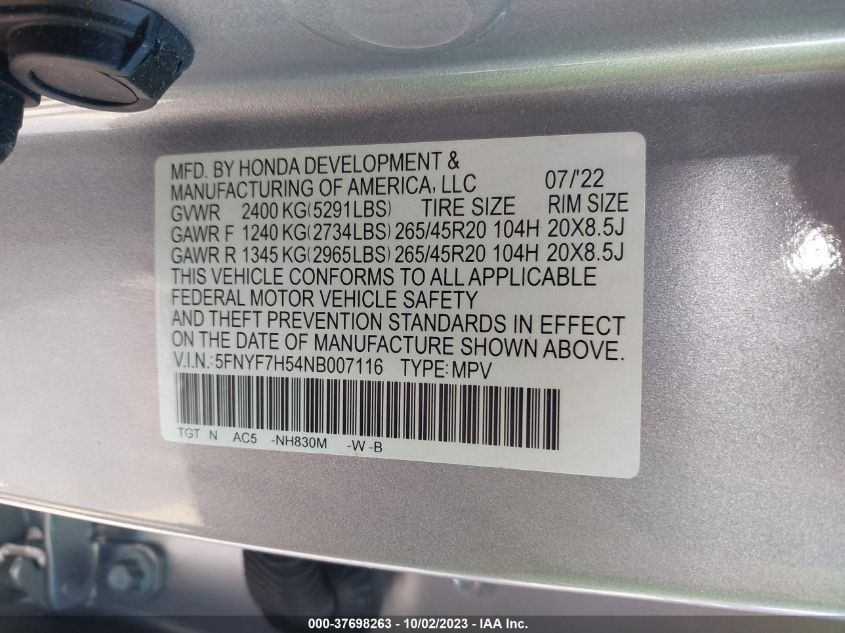 MFD. BY HONDA DEVELOPMENT &
MANUFACTURING OF AMERICA, LLC 07/'22
GVWR 2400 KG(5291LBS) TIRE SIZE RIM SIZE
GAWR F 1240 KG(2734LBS) 265/45R20 104H 20X8.5J
GAWR R 1345 KG(2965LBS) 265/45R20 104H 20X8.5J
THIS VEHICLE CONFORMS TO ALL APPLICABLE
FEDERAL MOTOR VEHICLE SAFETY
AND THEFT PREVENTION STANDARDS IN EFFECT
ON THE DATE OF MANUFACTURE SHOWN ABOVE.
V.I.N.:5FNYF7H54NB007116 TYPE:MPV
TGT N AC5 -NH830M -W -B
000-37698263 - 10/02/2023 - IAA Inc.